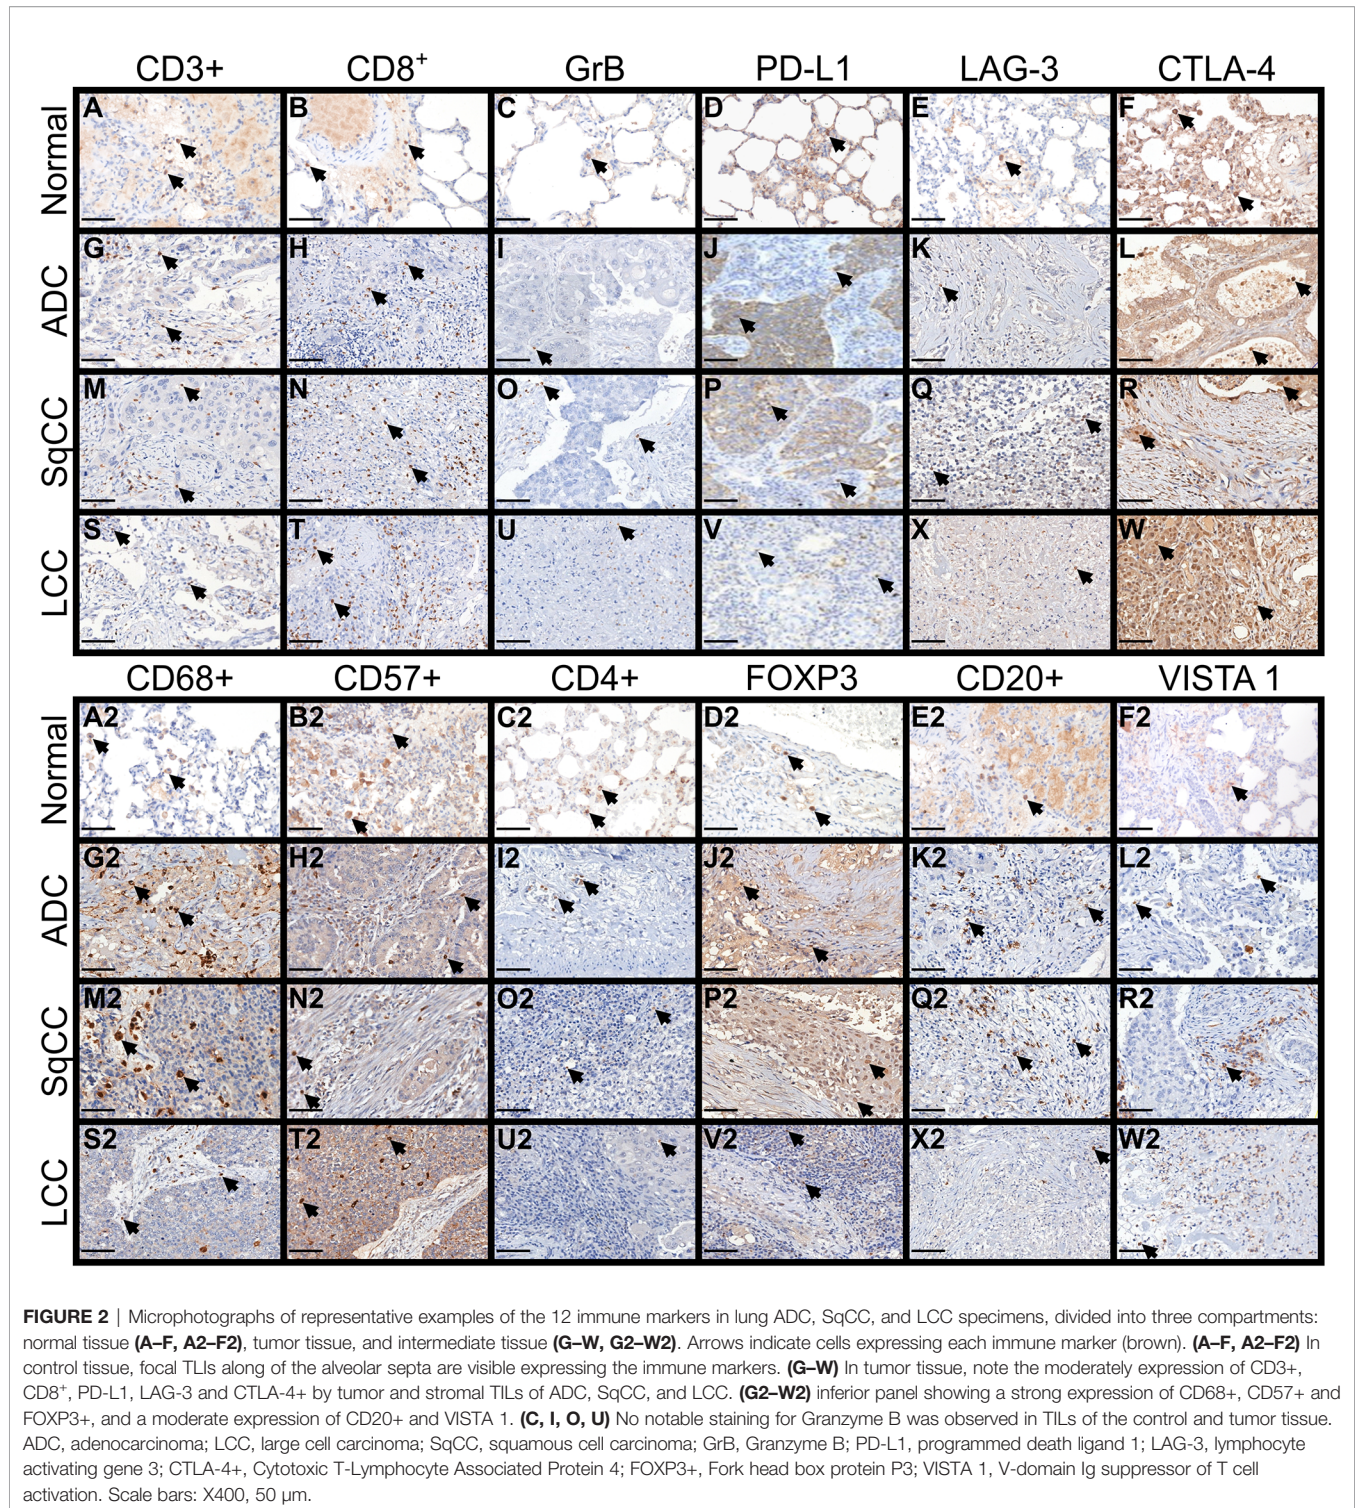 CD3+ CD8+ GrB PD-L1 LAG-3 CTLA-4
Normal A B C D E F
ADC G H I J K L
SqCC M N O P Q R
LCC S T U V X W
CD68+ CD57+ CD4+ FOXP3 CD20+ VISTA 1
Normal A2 B2 C2 D2 E2 F2
ADC G2 H2 I2 J2 K2 L2
SqCC M2 N2 O2 P2 Q2 R2
LCC S2 T2 U2 V2 X2 W2
FIGURE 2 | Microphotographs of representative examples of the 12 immune markers in lung ADC, SqCC, and LCC specimens, divided into three compartments:
normal tissue (A–F, A2–F2), tumor tissue, and intermediate tissue (G–W, G2–W2). Arrows indicate cells expressing each immune marker (brown). (A–F, A2–F2) In
control tissue, focal TLIs along of the alveolar septa are visible expressing the immune markers. (G–W) In tumor tissue, note the moderately expression of CD3+,
CD8+, PD-L1, LAG-3 and CTLA-4+ by tumor and stromal TILs of ADC, SqCC, and LCC. (G2–W2) inferior panel showing a strong expression of CD68+, CD57+ and
FOXP3+, and a moderate expression of CD20+ and VISTA 1. (C, I, O, U) No notable staining for Granzyme B was observed in TILs of the control and tumor tissue.
ADC, adenocarcinoma; LCC, large cell carcinoma; SqCC, squamous cell carcinoma; GrB, Granzyme B; PD-L1, programmed death ligand 1; LAG-3, lymphocyte
activating gene 3; CTLA-4+, Cytotoxic T-Lymphocyte Associated Protein 4; FOXP3+, Fork head box protein P3; VISTA 1, V-domain Ig suppressor of T cell
activation. Scale bars: X400, 50 µm.